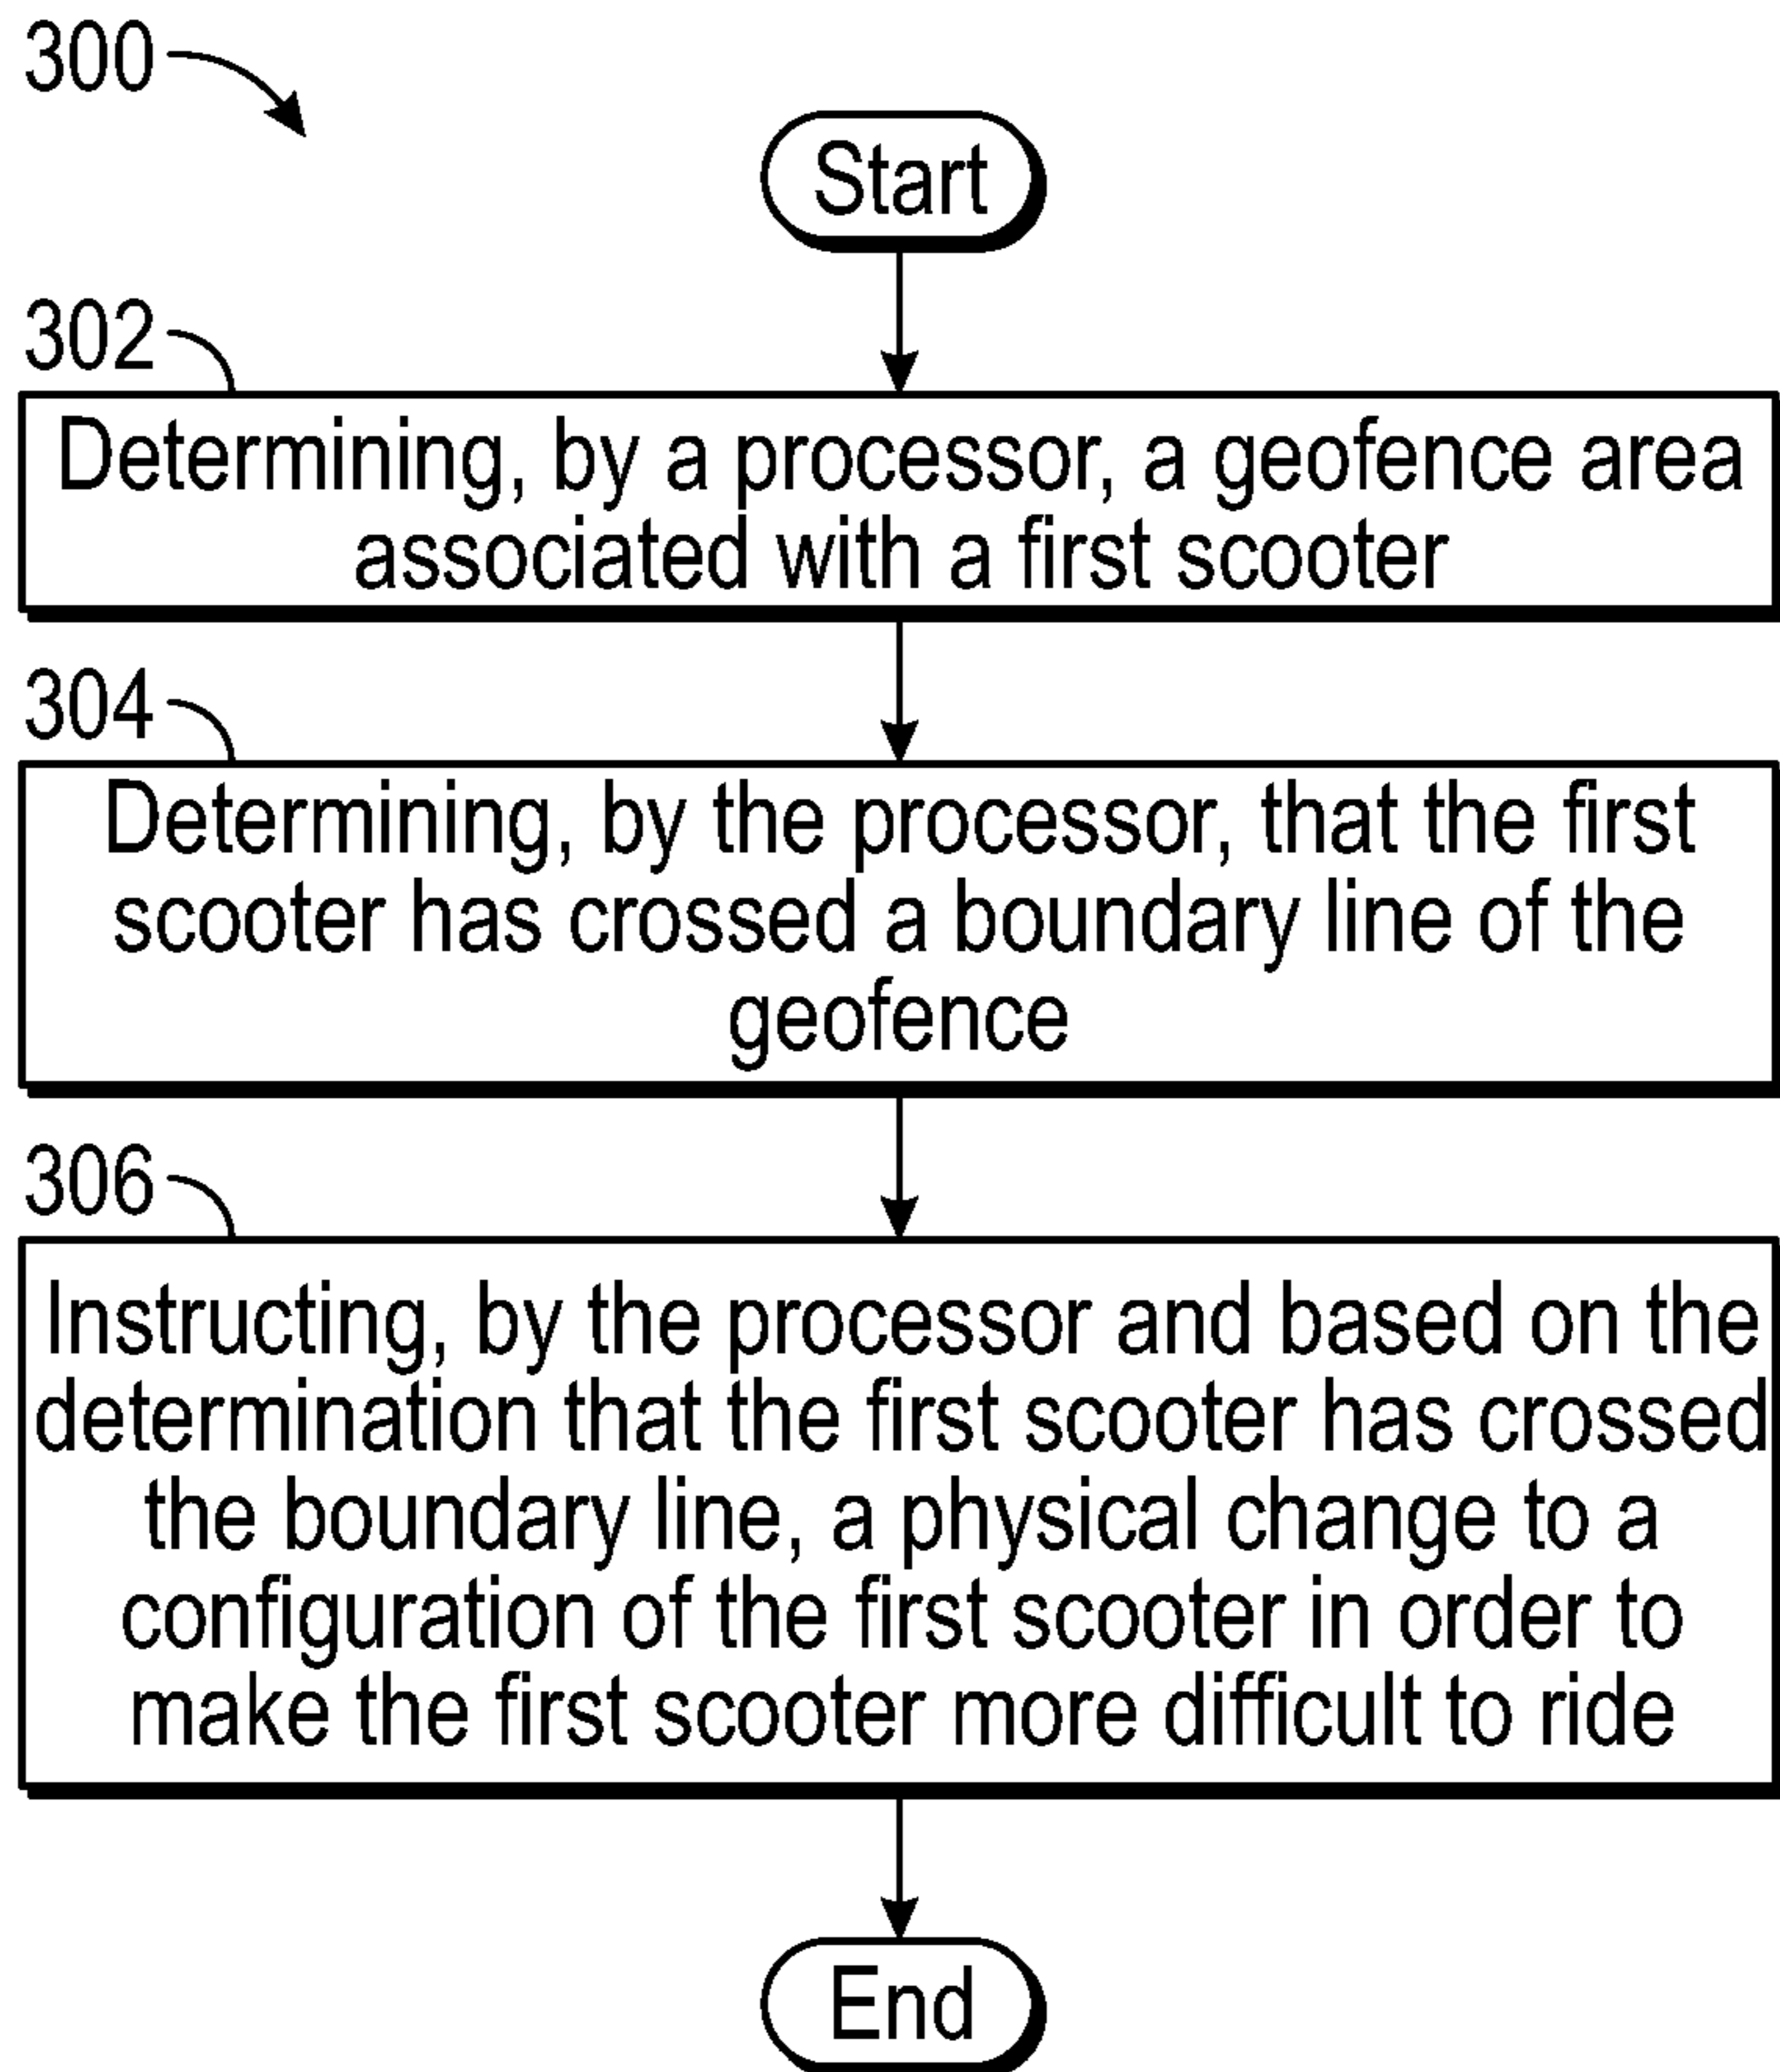 300
Start
302
Determining, by a processor, a geofence area
associated with a first scooter
304
Determining, by the processor, that the first
scooter has crossed a boundary line of the
geofence
306
Instructing, by the processor and based on the
determination that the first scooter has crossed
the boundary line, a physical change to a
configuration of the first scooter in order to
make the first scooter more difficult to ride
End